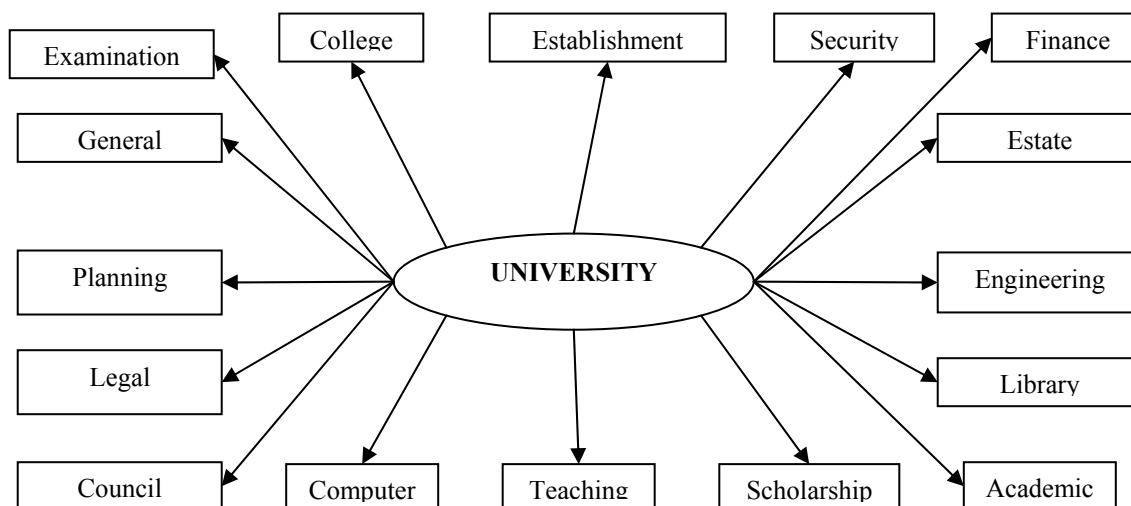 College
Establishment
Security
Finance
Examination
General
Estate
UNIVERSITY
Planning
Engineering
Legal
Library
Council
Computer
Teaching
Scholarship
Academic